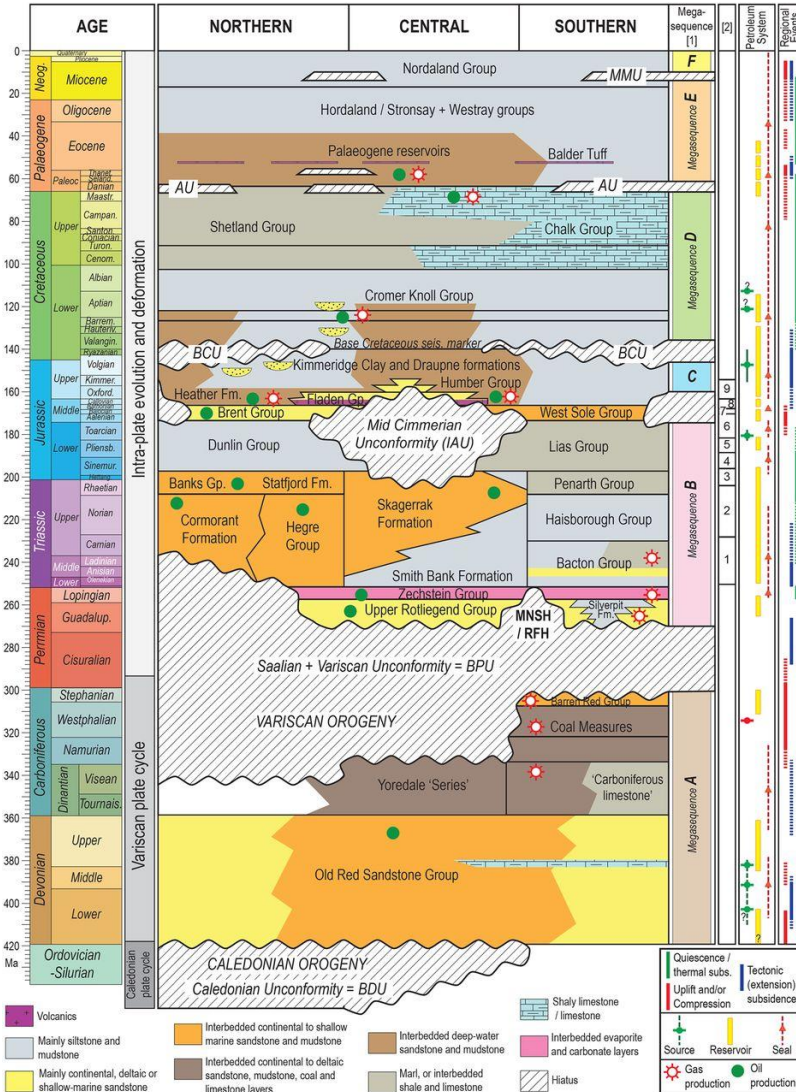 AGE
NORTHERN
CENTRAL
SOUTHERN
Mega-
sequence
[1]
[2]
Petroleum
System
Regional
Events
0
20
40
60
80
100
120
140
160
180
200
220
240
260
280
300
320
340
360
380
400
420
Ma
Neog.
Palaeogene
Cretaceous
Jurassic
Triassic
Permian
Carboniferous
Devonian
Quaternary
Pliocene
Miocene
Oligocene
Eocene
Paleoc
Thanet.
Seland.
Danian
Upper
Maastr.
Campan.
Santon.
Coniacian
Turon.
Cenom.
Lower
Albian
Aptian
Barrem.
Hauteriv.
Valangin.
Ryazanian
Upper
Volgian
Kimmer.
Oxford.
Middle
Callovian
Bathonian
Bajocian
Aalenian
Lower
Toarcian
Pliensb.
Sinemur.
Hettang.
Upper
Rhaetian
Norian
Carnian
Middle
Ladinian
Anisian
Lower
Olenekian
Lopingian
Guadalup.
Cisuralian
Stephanian
Westphalian
Namurian
Dinantian
Visean
Tournais.
Upper
Middle
Lower
Ordovician
-Silurian
Intra-plate evolution and deformation
Variscan plate cycle
Caledonian
plate cycle
Nordaland Group
MMU
Hordaland / Stronsay + Westray groups
Palaeogene reservoirs
Balder Tuff
AU
AU
Shetland Group
Chalk Group
Cromer Knoll Group
Base Cretaceous seis. marker
BCU
BCU
Kimmeridge Clay and Draupne formations
Humber Group
Heather Fm.
Fladen Gp.
Brent Group
West Sole Group
Mid Cimmerian
Unconformity (IAU)
Dunlin Group
Lias Group
Banks Gp.
Statfjord Fm.
Penarth Group
Skagerrak
Formation
Cormorant
Formation
Hegre
Group
Haisborough Group
Bacton Group
Smith Bank Formation
Zechstein Group
Upper Rotliegend Group
Silverpit
Fm.
MNSH
/ RFH
Saalian + Variscan Unconformity = BPU
VARISCAN OROGENY
Barren Red Group
Coal Measures
Yoredale 'Series'
'Carboniferous
limestone'
Old Red Sandstone Group
CALEDONIAN OROGENY
Caledonian Unconformity = BDU
F
Megasequence E
Megasequence D
C
Megasequence B
Megasequence A
9
8
7
6
5
4
3
2
1
?
?
?
?
Volcanics
Mainly siltstone and
mudstone
Mainly continental, deltaic or
shallow-marine sandstone
Interbedded continental to shallow
marine sandstone and mudstone
Interbedded continental to deltaic
sandstone, mudstone, coal and
limestone layers
Interbedded deep-water
sandstone and mudstone
Marl, or interbedded
shale and limestone
Shaly limestone
/ limestone
Interbedded evaporite
and carbonate layers
Hiatus
Quiescence /
thermal subs.
Uplift and/or
Compression
Tectonic
(extension)
subsidence
Source
Reservoir
Seal
Gas
production
Oil
production